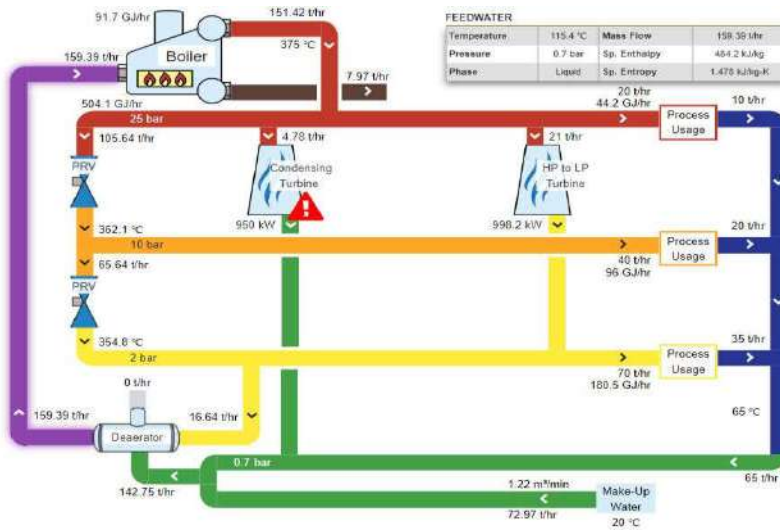 91.7 GJ/hr
151.42 t/hr
375 °C
Boiler
159.39 t/hr
7.97 t/hr
504.1 GJ/hr
FEEDWATER
Temperature 115.4 °C Mass Flow 159.39 t/hr
Pressure 0.7 bar Sp. Enthalpy 484.2 kJ/kg
Phase Liquid Sp. Entropy 1.476 kJ/kg-K
25 bar
20 t/hr
44.2 GJ/hr
Process
Usage
10 t/hr
105.64 t/hr
4.78 t/hr
21 t/hr
PRV
Condensing
Turbine
HP to LP
Turbine
950 kW
998.2 kW
362.1 °C
10 bar
65.64 t/hr
40 t/hr
96 GJ/hr
Process
Usage
20 t/hr
PRV
354.8 °C
2 bar
70 t/hr
180.5 GJ/hr
Process
Usage
35 t/hr
0 t/hr
159.39 t/hr
16.64 t/hr
Deaerator
65 °C
0.7 bar
65 t/hr
142.75 t/hr
1.22 m³/min
72.97 t/hr
Make-Up
Water
20 °C